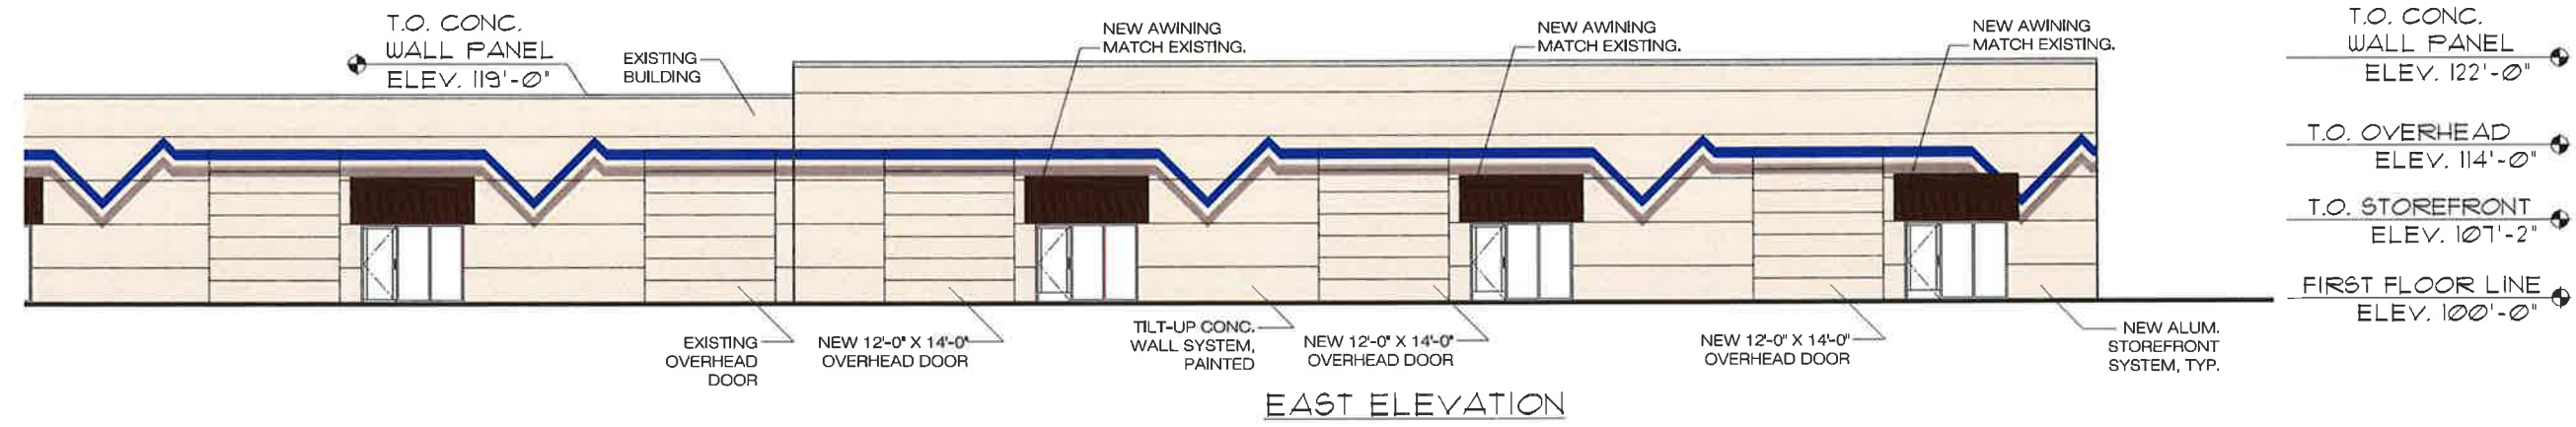 T.O. CONC.
WALL PANEL
ELEV. 119'-0"
EXISTING
BUILDING
NEW AWINING
MATCH EXISTING.
NEW AWINING
MATCH EXISTING.
NEW AWINING
MATCH EXISTING.
T.O. CONC.
WALL PANEL
ELEV. 122'-0"
T.O. OVERHEAD
ELEV. 114'-0"
T.O. STOREFRONT
ELEV. 107'-2"
FIRST FLOOR LINE
ELEV. 100'-0"
EXISTING
OVERHEAD
DOOR
NEW 12'-0" X 14'-0"
OVERHEAD DOOR
TILT-UP CONC.
WALL SYSTEM,
PAINTED
NEW 12'-0" X 14'-0"
OVERHEAD DOOR
NEW 12'-0" X 14'-0"
OVERHEAD DOOR
NEW ALUM.
STOREFRONT
SYSTEM, TYP.
EAST ELEVATION